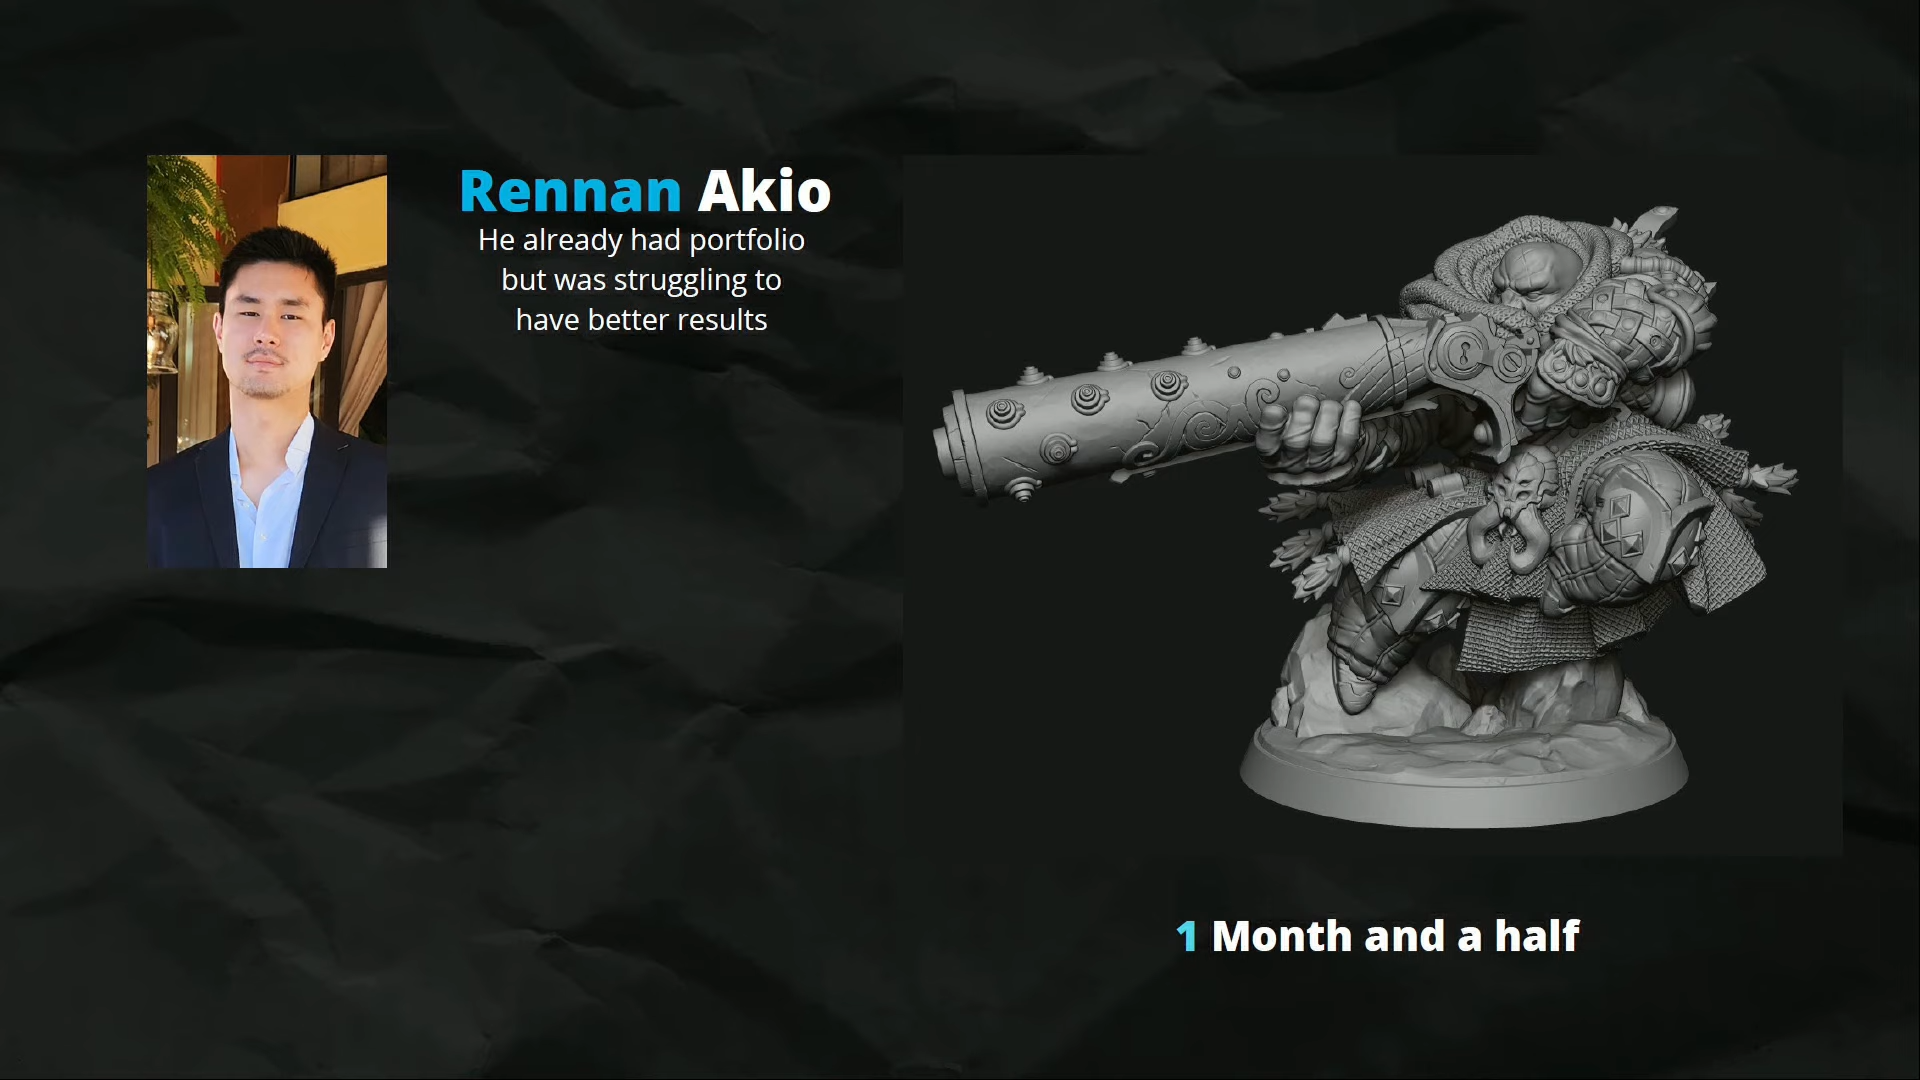 Rennan Akio
He already had portfolio
but was struggling to
have better results
1 Month and a half